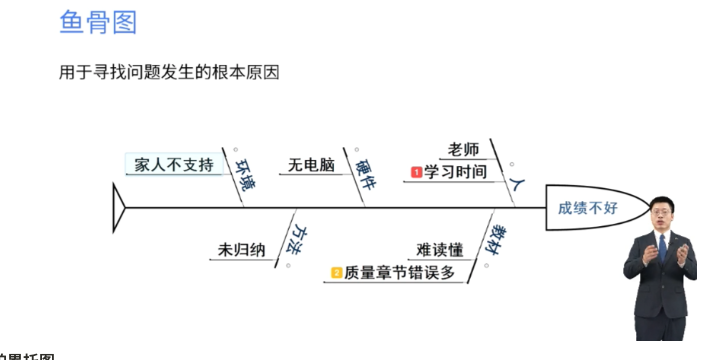 鱼骨图
用于寻找问题发生的根本原因
老师
家人不支持
环境
无电脑
硬件
1 学习时间
人
成绩不好
未归纳
方法
难读懂
教材
2 质量章节错误多